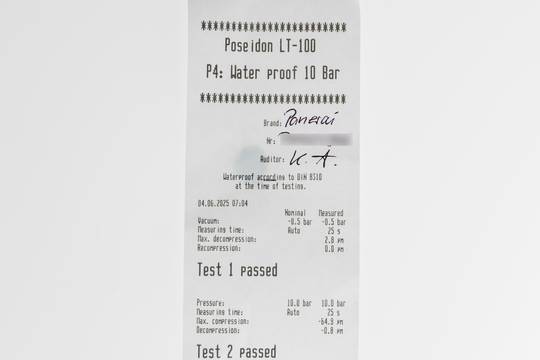 Poseidon LT-100
P4: Water proof 10 Bar
Brand: Panerai
Nr:
Auditor: K. A.
Waterproof according to DIN 8310
at the time of testing.
04.06.2025 07:04
Nominal Measured
Vacuum: -0.5 bar -0.5 bar
Measuring time: Auto 25 s
Max. decompression: 2.8 µm
Recompression: 0.0 µm
Test 1 passed
Pressure: 10.0 bar 10.0 bar
Measuring time: Auto 25 s
Max. compression: -64.9 µm
Decompression: -0.8 µm
Test 2 passed